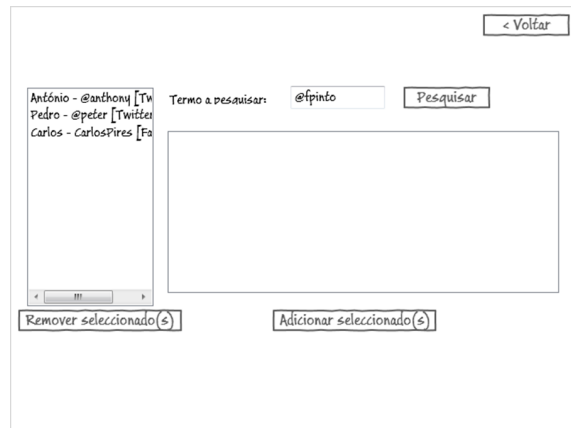 < Voltar
António - @anthony [Tw
Pedro - @peter [Twitter
Carlos - CarlosPires [Fa
Termo a pesquisar:
@fpinto
Pesquisar
Remover seleccionado(s)
Adicionar seleccionado(s)